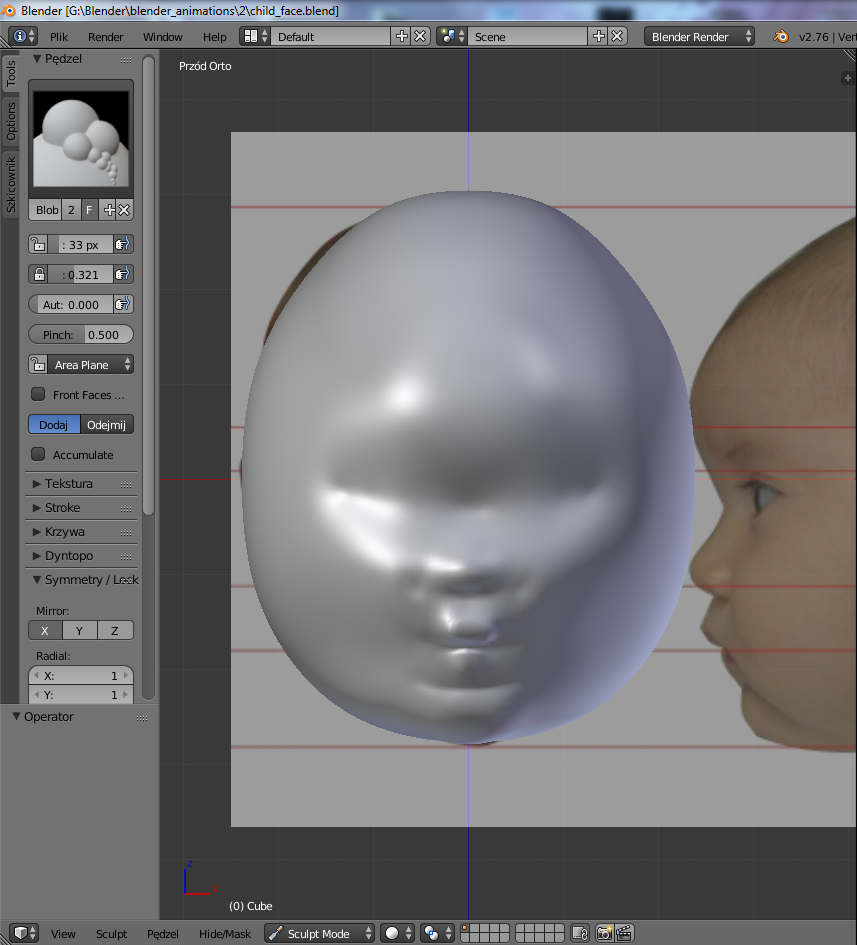 Blender [G:\Blender\blender_animations\2\child_face.blend]
Plik Render Window Help Default Scene Blender Render v2.76 | Vert
Pędzel
Przód Orto
Tools
Options
Szkicownik
Blob 2 F
: 33 px
: 0.321
Aut: 0.000
Pinch: 0.500
Area Plane
Front Faces ...
Dodaj Odejmij
Accumulate
Tekstura
Stroke
Krzywa
Dyntopo
Symmetry / Lock
Mirror:
X Y Z
Radial:
X: 1
Y: 1
Operator
z
x
(0) Cube
View Sculpt Pędzel Hide/Mask Sculpt Mode